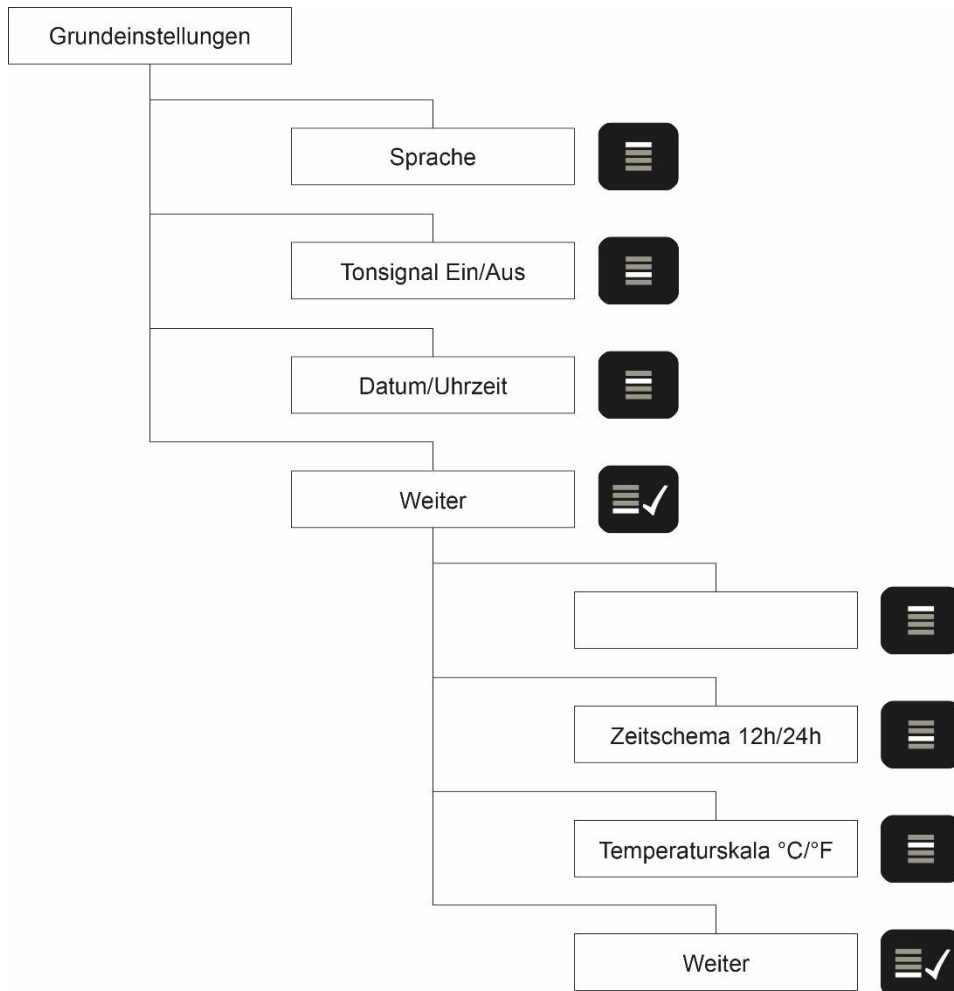 Grundeinstellungen
Sprache
Tonsignal Ein/Aus
Datum/Uhrzeit
Weiter
Zeitschema 12h/24h
Temperaturskala °C/°F
Weiter